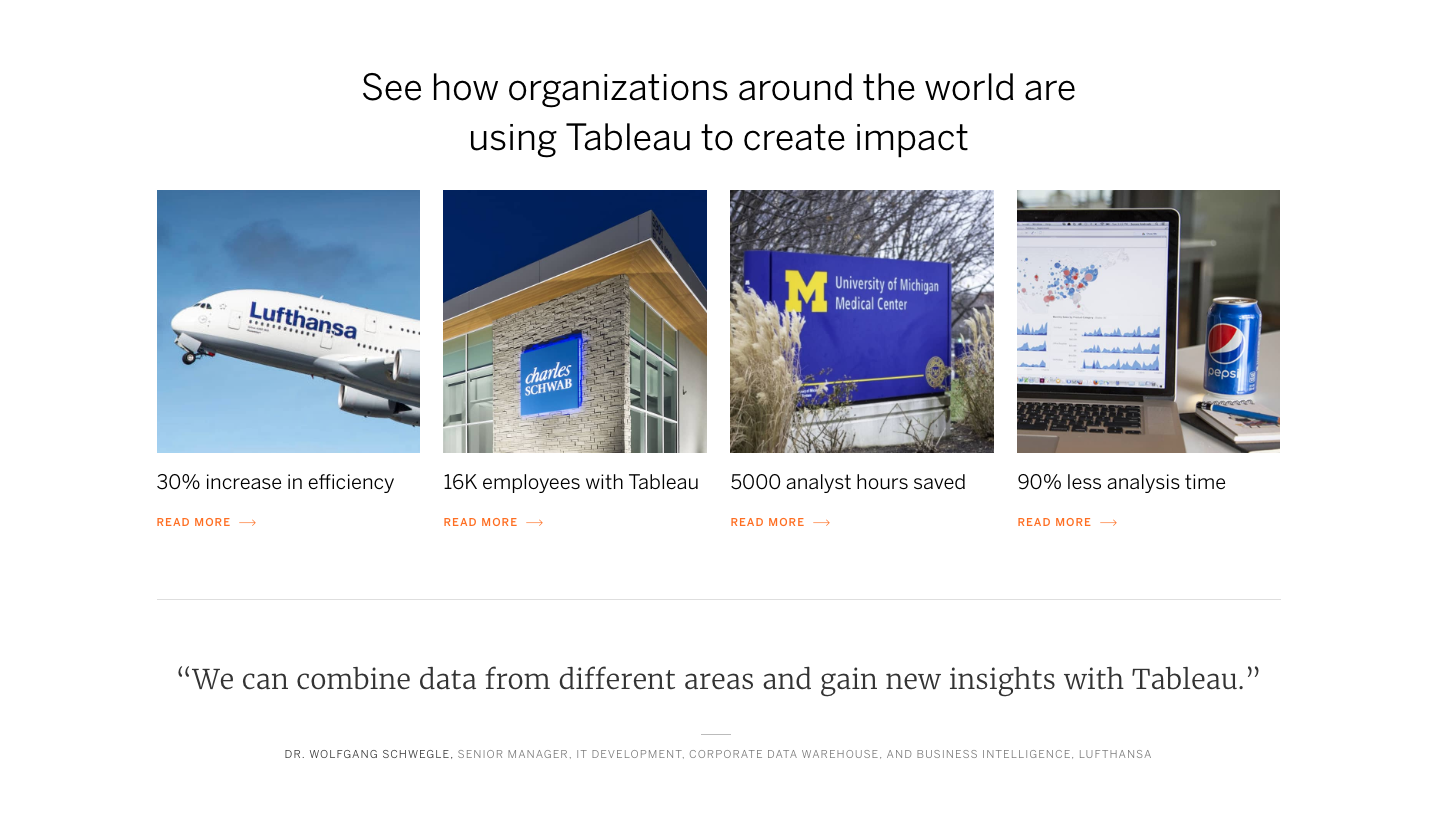 See how organizations around the world are
using Tableau to create impact
Lufthansa
charles
SCHWAB
M
University of Michigan
Medical Center
pepsi
30% increase in efficiency
16K employees with Tableau
5000 analyst hours saved
90% less analysis time
READ MORE
READ MORE
READ MORE
READ MORE
“We can combine data from different areas and gain new insights with Tableau.”
DR. WOLFGANG SCHWEGLE, SENIOR MANAGER, IT DEVELOPMENT, CORPORATE DATA WAREHOUSE, AND BUSINESS INTELLIGENCE, LUFTHANSA